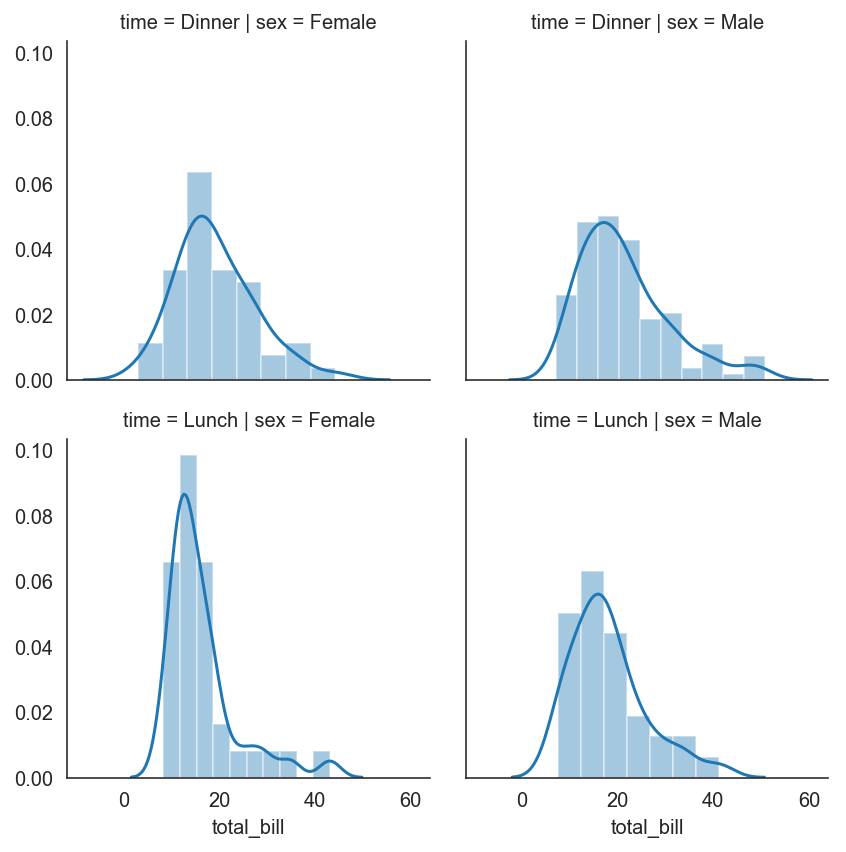 time = Dinner | sex = Female
time = Dinner | sex = Male
0.10
0.08
0.06
0.04
0.02
0.00
time = Lunch | sex = Female
time = Lunch | sex = Male
0.10
0.08
0.06
0.04
0.02
0.00
0 20 40 60
0 20 40 60
total_bill
total_bill